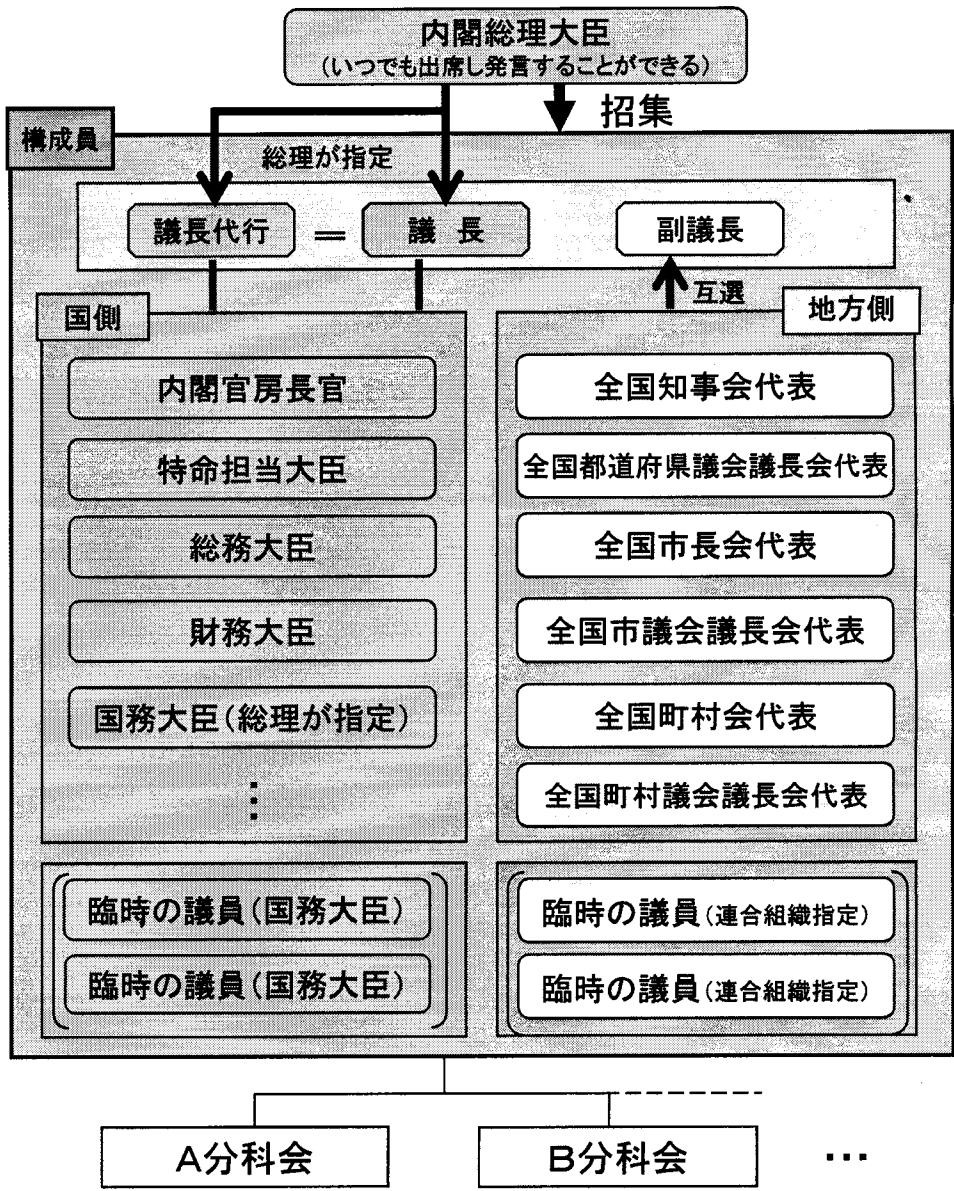 内閣総理大臣
(いつでも出席し発言することができる)
招集
構成員
総理が指定
議長代行 = 議長 副議長
互選
国側
地方側
内閣官房長官
特命担当大臣
総務大臣
財務大臣
国務大臣(総理が指定)
⋮
全国知事会代表
全国都道府県議会議長会代表
全国市長会代表
全国市議会議長会代表
全国町村会代表
全国町村議会議長会代表
臨時の議員(国務大臣)
臨時の議員(国務大臣)
臨時の議員(連合組織指定)
臨時の議員(連合組織指定)
A分科会
B分科会
…